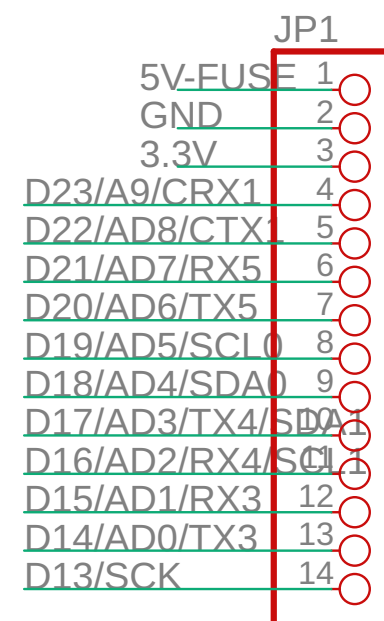 JP1
5V-FUSE 1
GND 2
3.3V 3
D23/A9/CRX1 4
D22/AD8/CTX1 5
D21/AD7/RX5 6
D20/AD6/TX5 7
D19/AD5/SCL0 8
D18/AD4/SDA0 9
D17/AD3/TX4/SDA1 10
D16/AD2/RX4/SCL1 11
D15/AD1/RX3 12
D14/AD0/TX3 13
D13/SCK 14